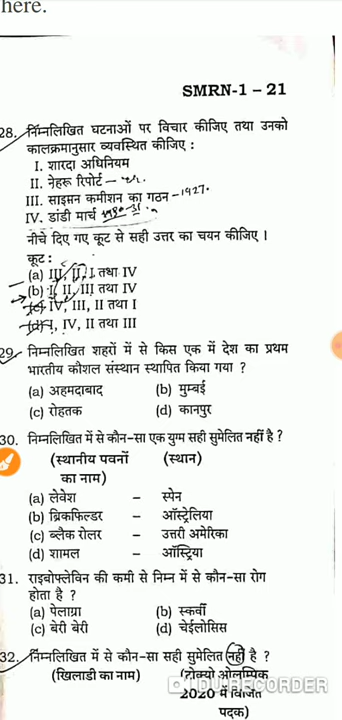 here.
SMRN-1 – 21
28. निम्नलिखित घटनाओं पर विचार कीजिए तथा उनको
कालक्रमानुसार व्यवस्थित कीजिए :
I. शारदा अधिनियम
II. नेहरू रिपोर्ट –
III. साइमन कमीशन का गठन – 1927.
IV. डांडी मार्च
नीचे दिए गए कूट से सही उत्तर का चयन कीजिए ।
कूट :
(a) III, II, I तथा IV
(b) I, II, III तथा IV
(c) IV, III, II तथा I
(d) I, IV, II तथा III
29. निम्नलिखित शहरों में से किस एक में देश का प्रथम
भारतीय कौशल संस्थान स्थापित किया गया ?
(a) अहमदाबाद (b) मुम्बई
(c) रोहतक (d) कानपुर
30. निम्नलिखित में से कौन-सा एक युग्म सही सुमेलित नहीं है ?
(स्थानीय पवनों (स्थान)
का नाम)
(a) लेवेश – स्पेन
(b) ब्रिकफिल्डर – ऑस्ट्रेलिया
(c) ब्लैक रोलर – उत्तरी अमेरिका
(d) शामल – ऑस्ट्रिया
31. राइबोफ्लेविन की कमी से निम्न में से कौन-सा रोग
होता है ?
(a) पेलाग्रा (b) स्कर्वी
(c) बेरी बेरी (d) चेईलोसिस
32. निम्नलिखित में से कौन-सा सही सुमेलित नहीं है ?
(खिलाडी का नाम) (टोक्यो ओलम्पिक
DU RECORDER
2020 में विजित
पदक)